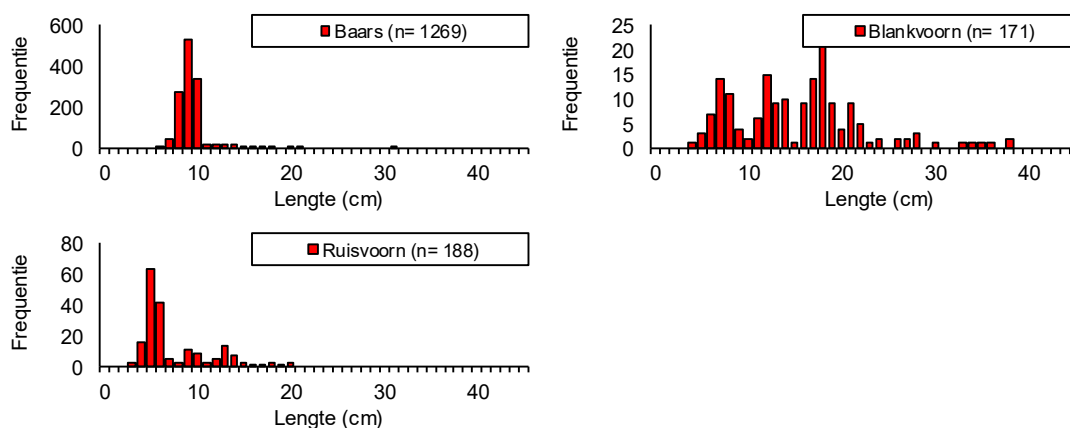 Baars (n= 1269)
Frequentie
600
400
200
0
0 10 20 30 40
Lengte (cm)
Blankvoorn (n= 171)
Frequentie
25
20
15
10
5
0
0 10 20 30 40
Lengte (cm)
Ruisvoorn (n= 188)
Frequentie
80
60
40
20
0
0 10 20 30 40
Lengte (cm)